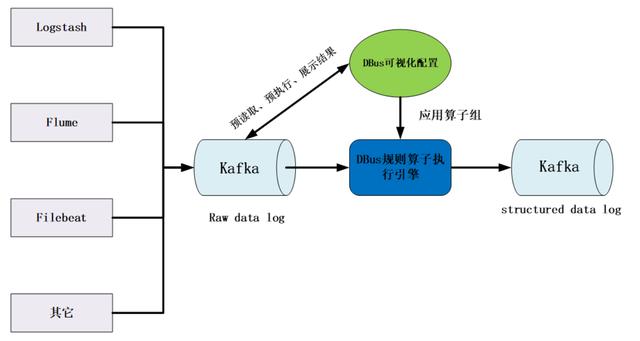 Logstash
Flume
Filebeat
其它
Kafka
Raw data log
预读取、预执行、展示结果
DBus可视化配置
应用算子组
DBus规则算子执
行引擎
Kafka
structured data log